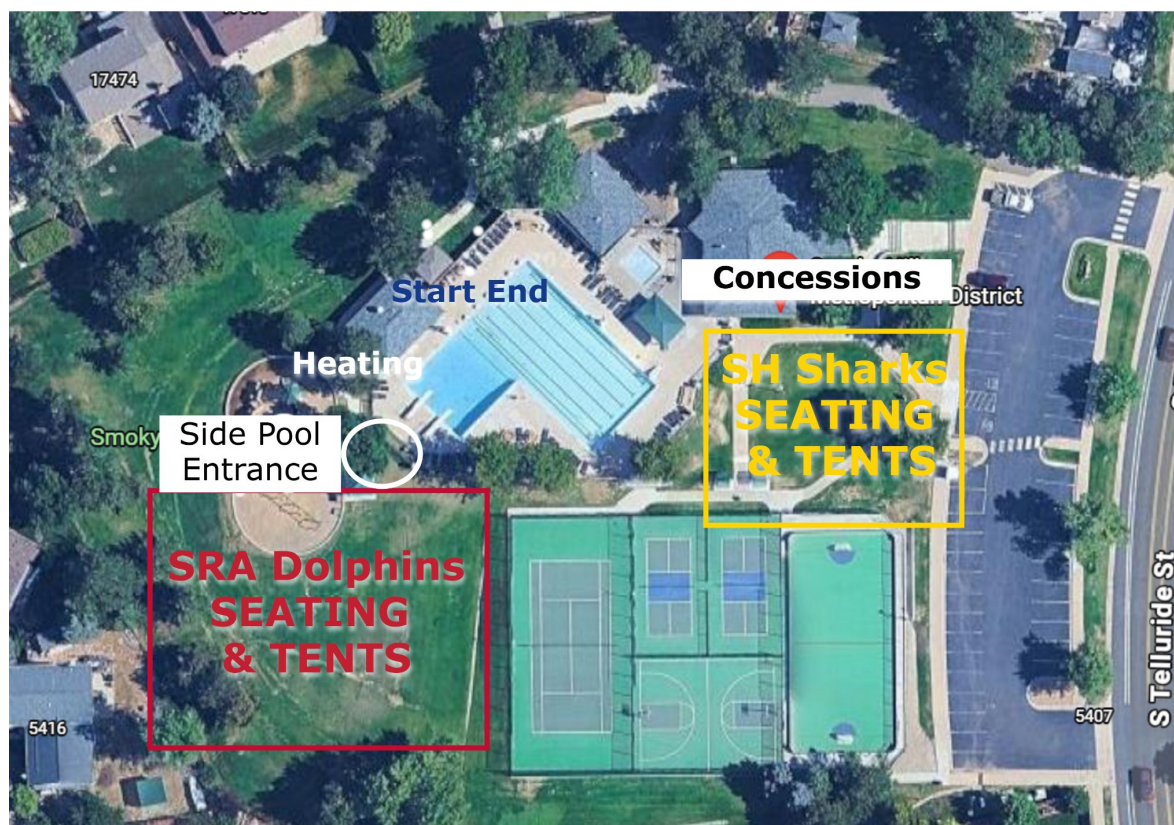 17474
Start End
Concessions
Metropolitan District
Heating
SH Sharks
SEATING
& TENTS
Smoky
Side Pool
Entrance
SRA Dolphins
SEATING
& TENTS
S Telluride St
5416
5407